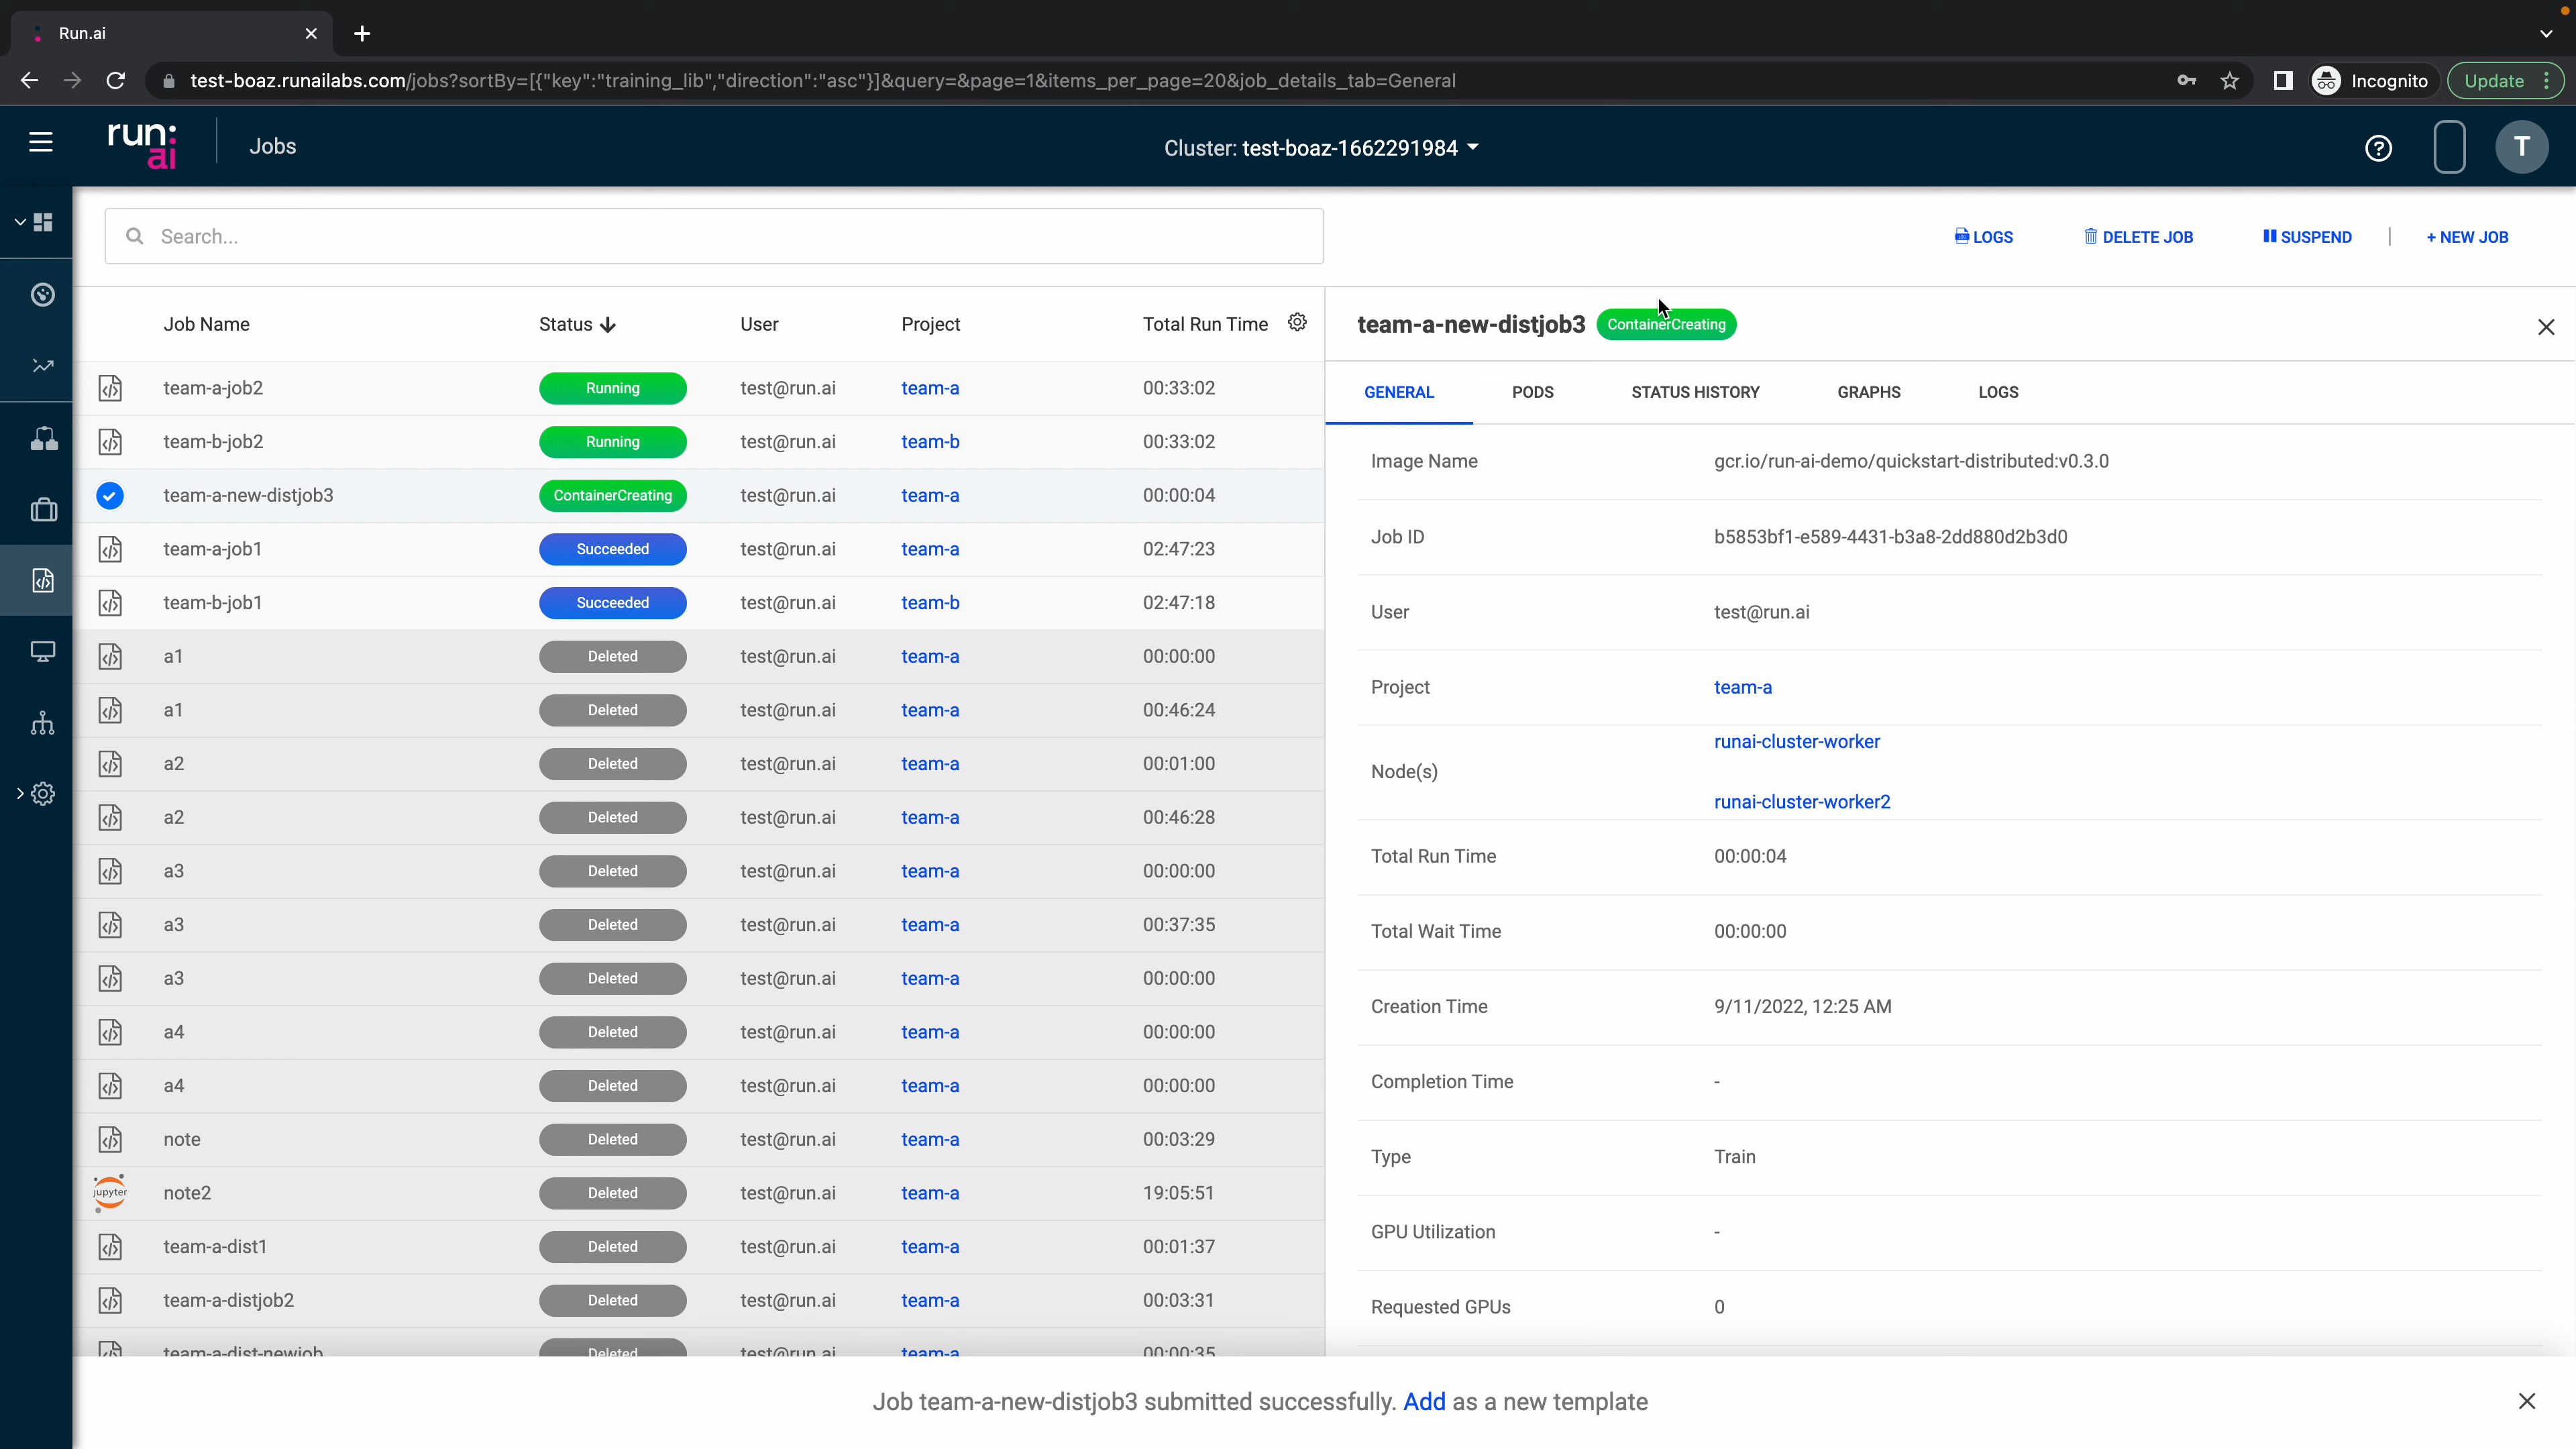 Run.ai
test-boaz.runailabs.com/jobs?sortBy=[{"key":"training_lib","direction":"asc"}]&query=&page=1&items_per_page=20&job_details_tab=General
Incognito
Update
run:
ai
Jobs
Cluster: test-boaz-1662291984
T
Search...
LOGS
DELETE JOB
SUSPEND
+ NEW JOB
Job Name Status User Project Total Run Time
team-a-job2 Running test@run.ai team-a 00:33:02
team-b-job2 Running test@run.ai team-b 00:33:02
team-a-new-distjob3 ContainerCreating test@run.ai team-a 00:00:04
team-a-job1 Succeeded test@run.ai team-a 02:47:23
team-b-job1 Succeeded test@run.ai team-b 02:47:18
a1 Deleted test@run.ai team-a 00:00:00
a1 Deleted test@run.ai team-a 00:46:24
a2 Deleted test@run.ai team-a 00:01:00
a2 Deleted test@run.ai team-a 00:46:28
a3 Deleted test@run.ai team-a 00:00:00
a3 Deleted test@run.ai team-a 00:37:35
a3 Deleted test@run.ai team-a 00:00:00
a4 Deleted test@run.ai team-a 00:00:00
a4 Deleted test@run.ai team-a 00:00:00
note Deleted test@run.ai team-a 00:03:29
jupyter note2 Deleted test@run.ai team-a 19:05:51
team-a-dist1 Deleted test@run.ai team-a 00:01:37
team-a-distjob2 Deleted test@run.ai team-a 00:03:31
team-a-dist-newjob Deleted test@run.ai team-a 00:00:35
team-a-new-distjob3 ContainerCreating
GENERAL PODS STATUS HISTORY GRAPHS LOGS
Image Name gcr.io/run-ai-demo/quickstart-distributed:v0.3.0
Job ID b5853bf1-e589-4431-b3a8-2dd880d2b3d0
User test@run.ai
Project team-a
Node(s) runai-cluster-worker
runai-cluster-worker2
Total Run Time 00:00:04
Total Wait Time 00:00:00
Creation Time 9/11/2022, 12:25 AM
Completion Time -
Type Train
GPU Utilization -
Requested GPUs 0
Job team-a-new-distjob3 submitted successfully. Add as a new template